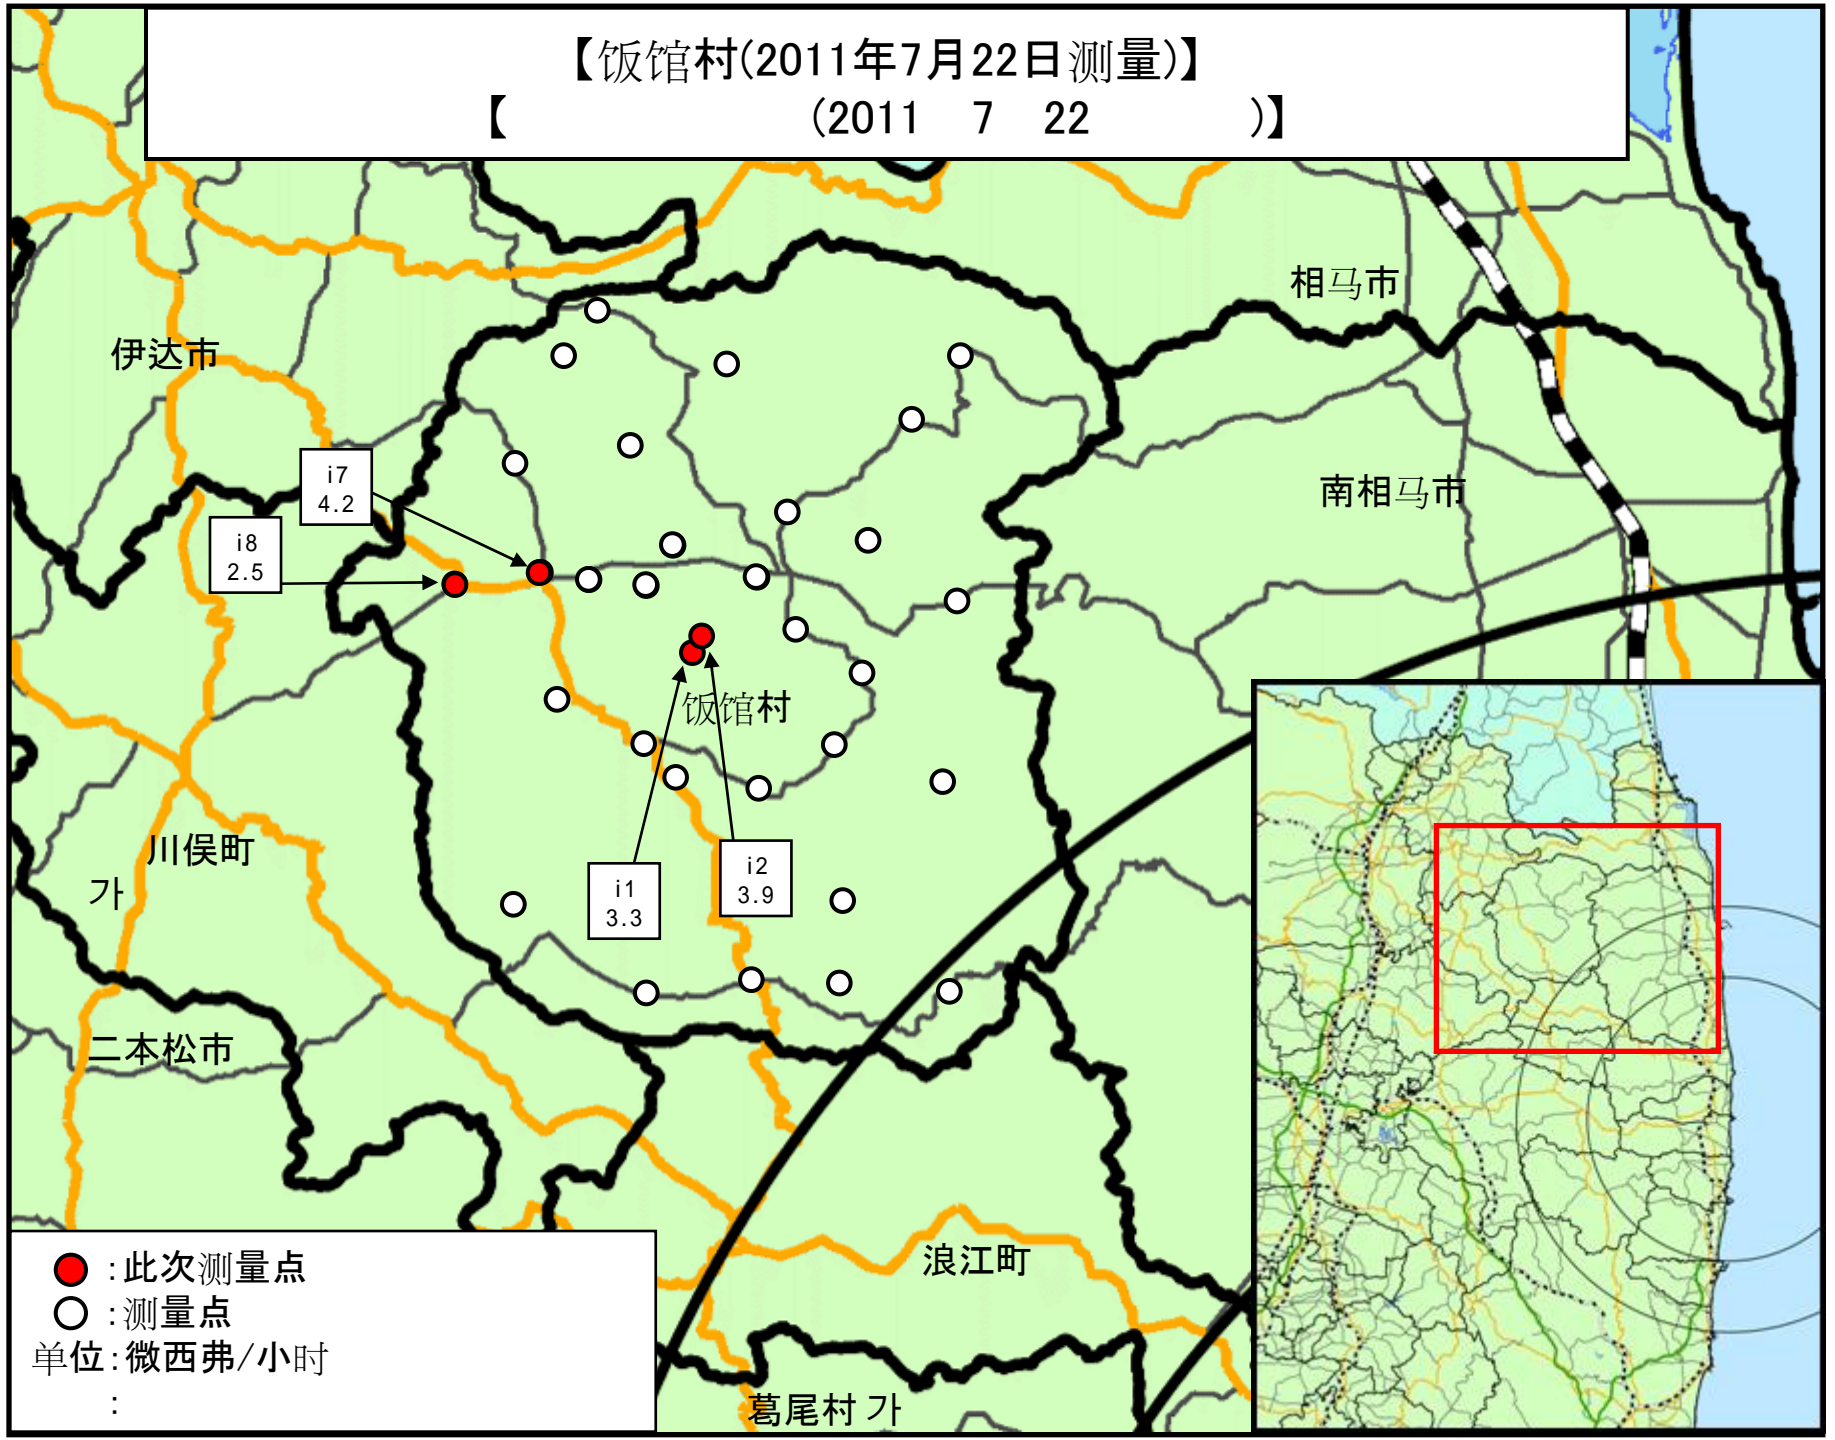 【饭馆村(2011年7月22日测量)】
【 (2011 7 22 )】
相马市
伊达市
南相马市
i7
4.2
i8
2.5
饭馆村
川俣町
가
i1
3.3
i2
3.9
二本松市
浪江町
葛尾村 가
:此次测量点
:测量点
单位:微西弗/小时
: